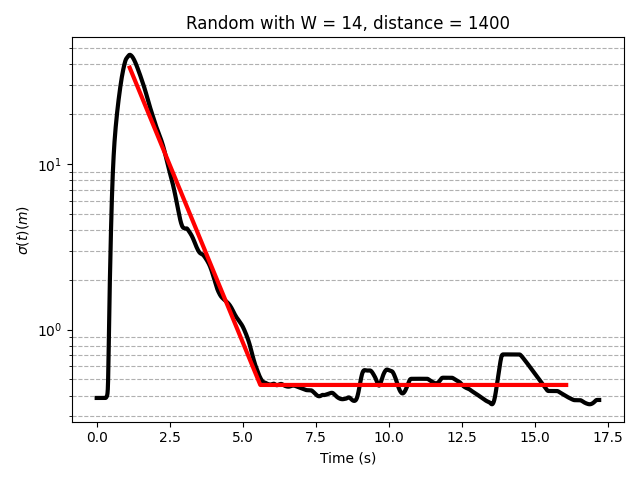 Random with W = 14, distance = 1400
σ(t)(m)
10¹
10⁰
0.0 2.5 5.0 7.5 10.0 12.5 15.0 17.5
Time (s)